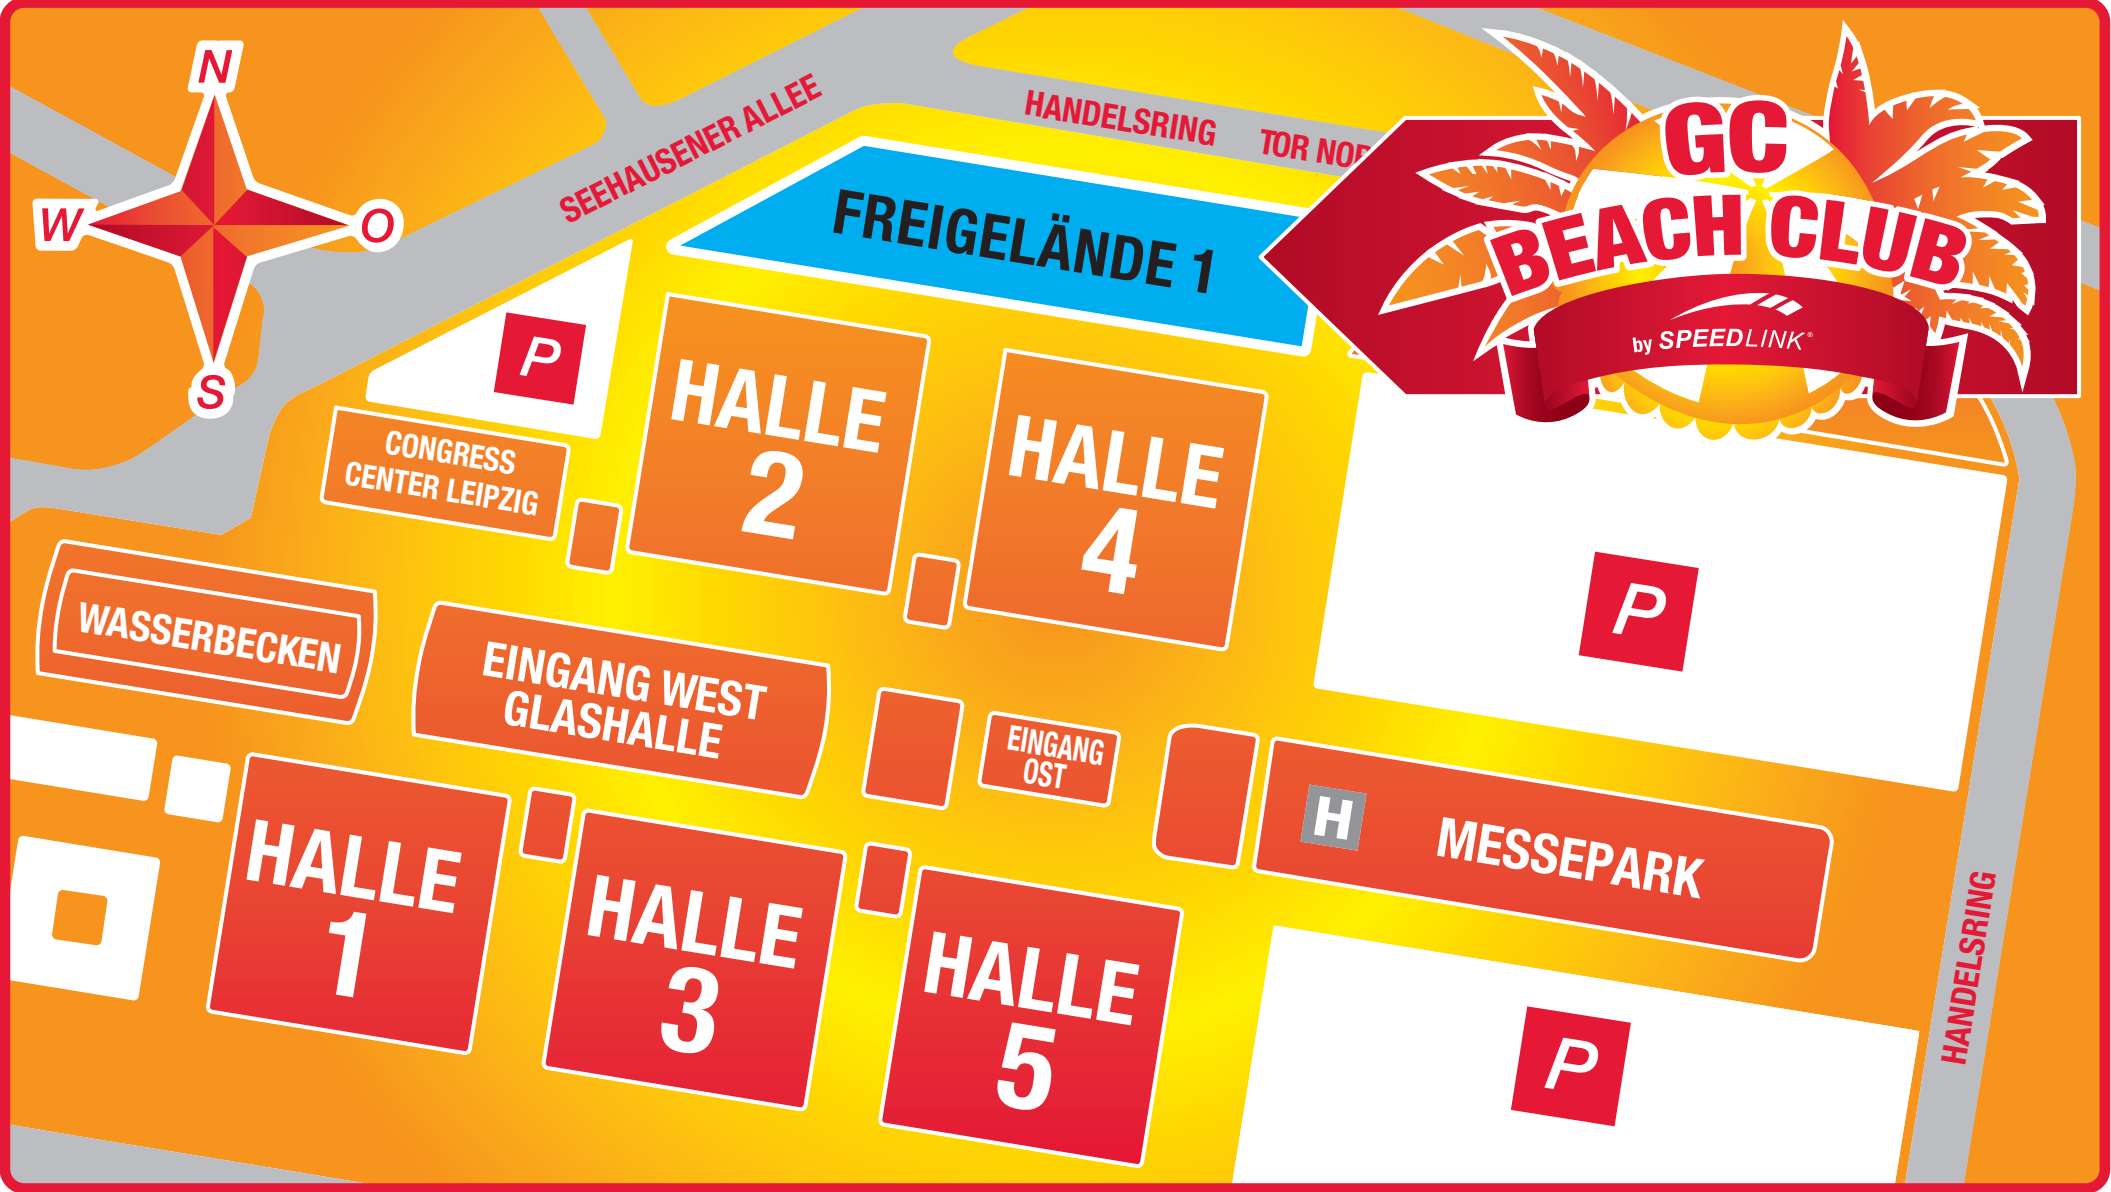 N
W
O
S
SEEHAUSENER ALLEE
HANDELSRING
TOR
GC
BEACH CLUB
by SPEEDLINK®
FREIGELÄNDE 1
P
HALLE
2
HALLE
4
CONGRESS
CENTER LEIPZIG
P
WASSERBECKEN
EINGANG WEST
GLASHALLE
EINGANG
OST
H
MESSEPARK
HALLE
1
HALLE
3
HALLE
5
P
HANDELSRING